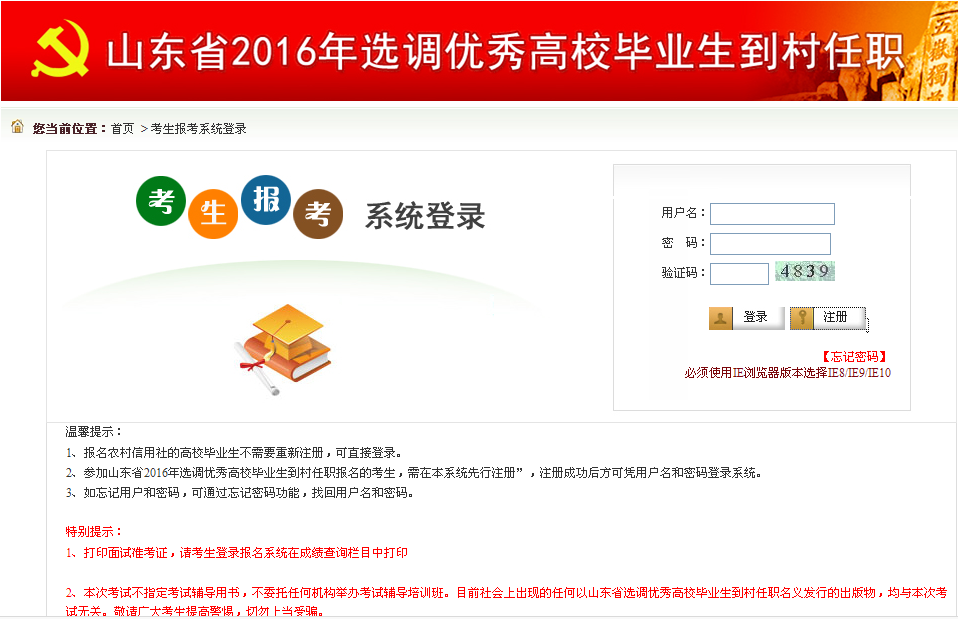 山东省2016年选调优秀高校毕业生到村任职
您当前位置：首页 >考生报考系统登录
考生报考 系统登录
用户名：
密 码：
验证码： 4839
登录 注册
【忘记密码】
必须使用IE浏览器版本选择IE8/IE9/IE10
温馨提示：
1、报名农村信用社的高校毕业生不需要重新注册，可直接登录。
2、参加山东省2016年选调优秀高校毕业生到村任职报名的考生，需在本系统先行注册”，注册成功后方可凭用户名和密码登录系统。
3、如忘记用户和密码，可通过忘记密码功能，找回用户名和密码。
特别提示：
1、打印面试准考证，请考生登录报名系统在成绩查询栏目中打印
2、本次考试不指定考试辅导用书，不委托任何机构举办考试辅导培训班。目前社会上出现的任何以山东省选调优秀高校毕业生到村任职名义发行的出版物，均与本次考
试无关。敬请广大考生提高警惕，切勿上当受骗。